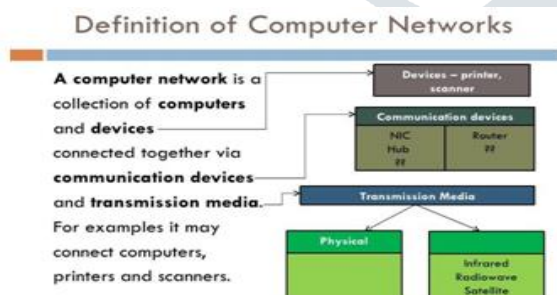 Definition of Computer Networks
A computer network is a
collection of computers
and devices
connected together via
communication devices
and transmission media.
For examples it may
connect computers,
printers and scanners.
Devices – printer,
scanner
Communication devices
NIC
Hub
??
Router
??
Transmission Media
Physical
Infrared
Radiowave
Satellite